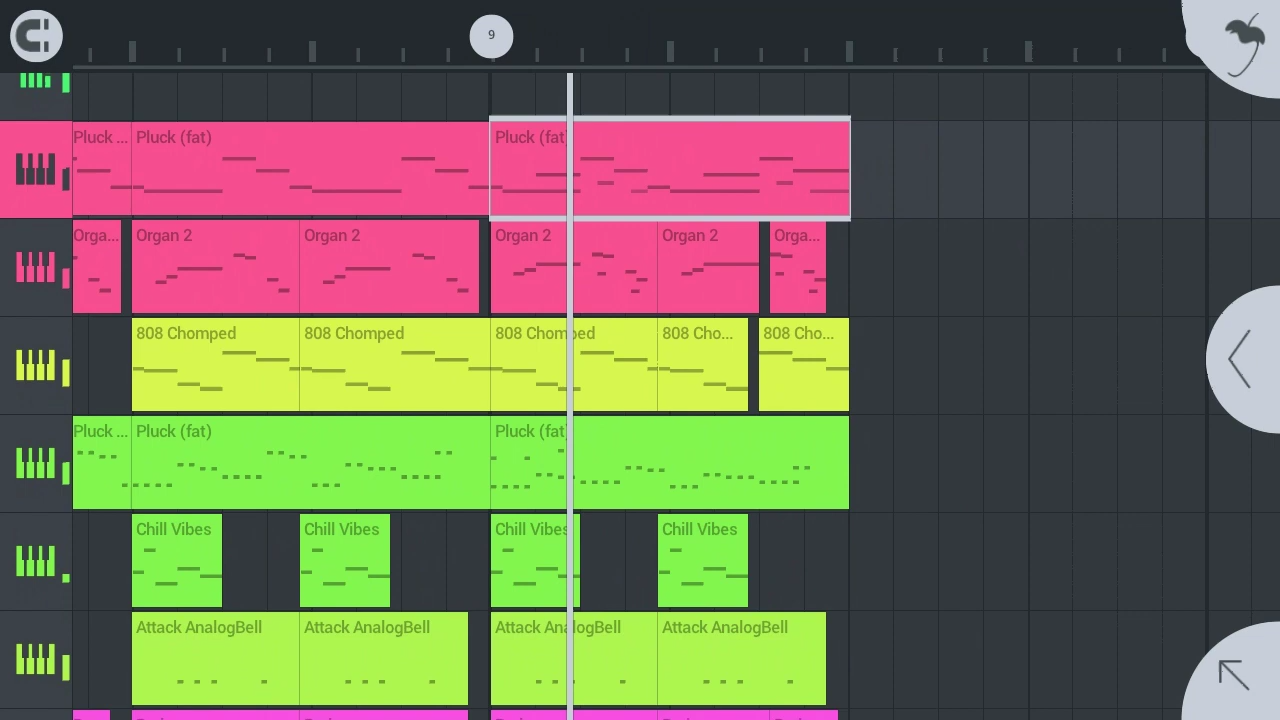 9
Pluck ... Pluck (fat) Pluck (fat)
Orga... Organ 2 Organ 2 Organ 2 Organ 2 Orga...
808 Chomped 808 Chomped 808 Chomped 808 Cho... 808 Cho...
Pluck ... Pluck (fat) Pluck (fat)
Chill Vibes Chill Vibes Chill Vibes Chill Vibes
Attack AnalogBell Attack AnalogBell Attack AnalogBell Attack AnalogBell